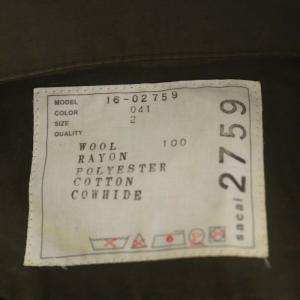 MODEL 16-02759
COLOR 041
SIZE 2
QUALITY
WOOL 100
RAYON
POLYESTER
COTTON
COWHIDE
sacai 2759